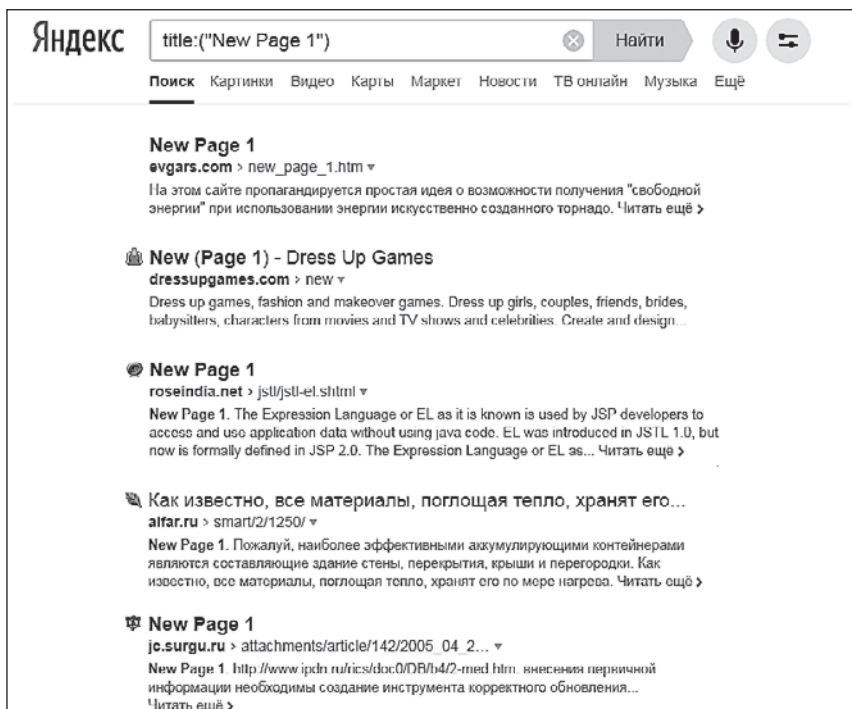 Яндекс title:("New Page 1") Найти
Поиск Картинки Видео Карты Маркет Новости ТВ онлайн Музыка Ещё
New Page 1
evgars.com > new_page_1.htm
На этом сайте пропагандируется простая идея о возможности получения "свободной
энергии" при использовании энергии искусственно созданного торнадо. Читать ещё >
New (Page 1) - Dress Up Games
dressupgames.com > new
Dress up games, fashion and makeover games. Dress up girls, couples, friends, brides,
babysitters, characters from movies and TV shows and celebrities. Create and design...
New Page 1
roseindia.net > jstl/jstl-el.shtml
New Page 1. The Expression Language or EL as it is known is used by JSP developers to
access and use application data without using java code. EL was introduced in JSTL 1.0, but
now is formally defined in JSP 2.0. The Expression Language or EL as... Читать ещё >
Как известно, все материалы, поглощая тепло, хранят его...
alfar.ru > smart/2/1250/
New Page 1. Пожалуй, наиболее эффективными аккумулирующими контейнерами
являются составляющие здание стены, перекрытия, крыши и перегородки. Как
известно, все материалы, поглощая тепло, хранят его по мере нагрева. Читать ещё >
New Page 1
jc.surgu.ru > attachments/article/142/2005_04_2...
New Page 1. http://www.ipdn.ru/rics/doc0/DB/b4/2-med.htm. внесения первичной
информации необходимы создание инструмента корректного обновления...
Читать ещё >